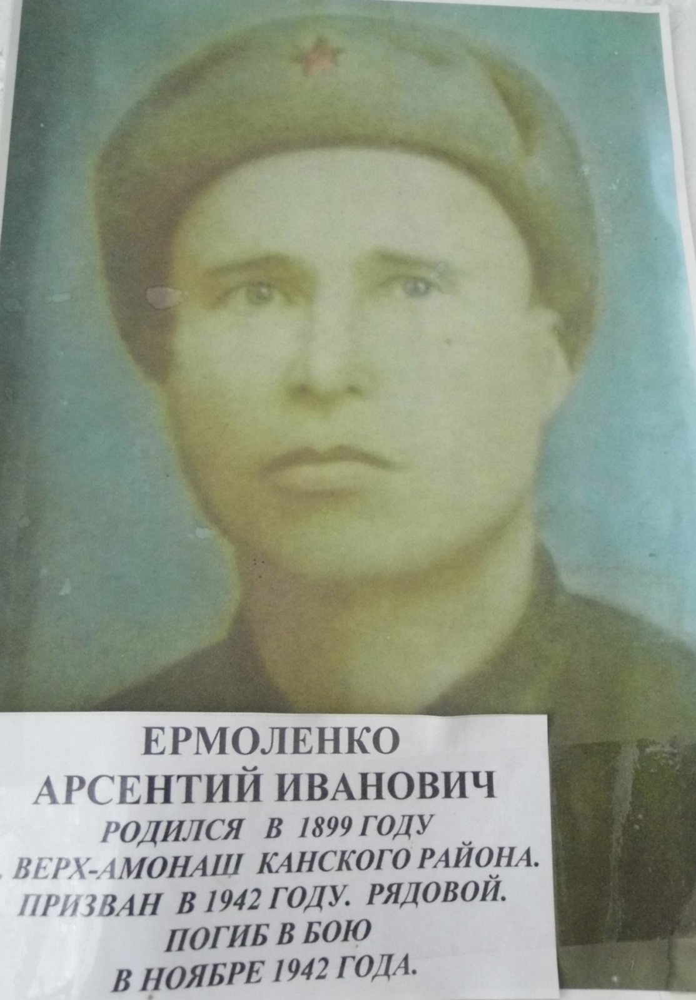 ЕРМОЛЕНКО
АРСЕНТИЙ ИВАНОВИЧ
РОДИЛСЯ В 1899 ГОДУ
. ВЕРХ-АМОНАШ КАНСКОГО РАЙОНА.
ПРИЗВАН В 1942 ГОДУ. РЯДОВОЙ.
ПОГИБ В БОЮ
В НОЯБРЕ 1942 ГОДА.